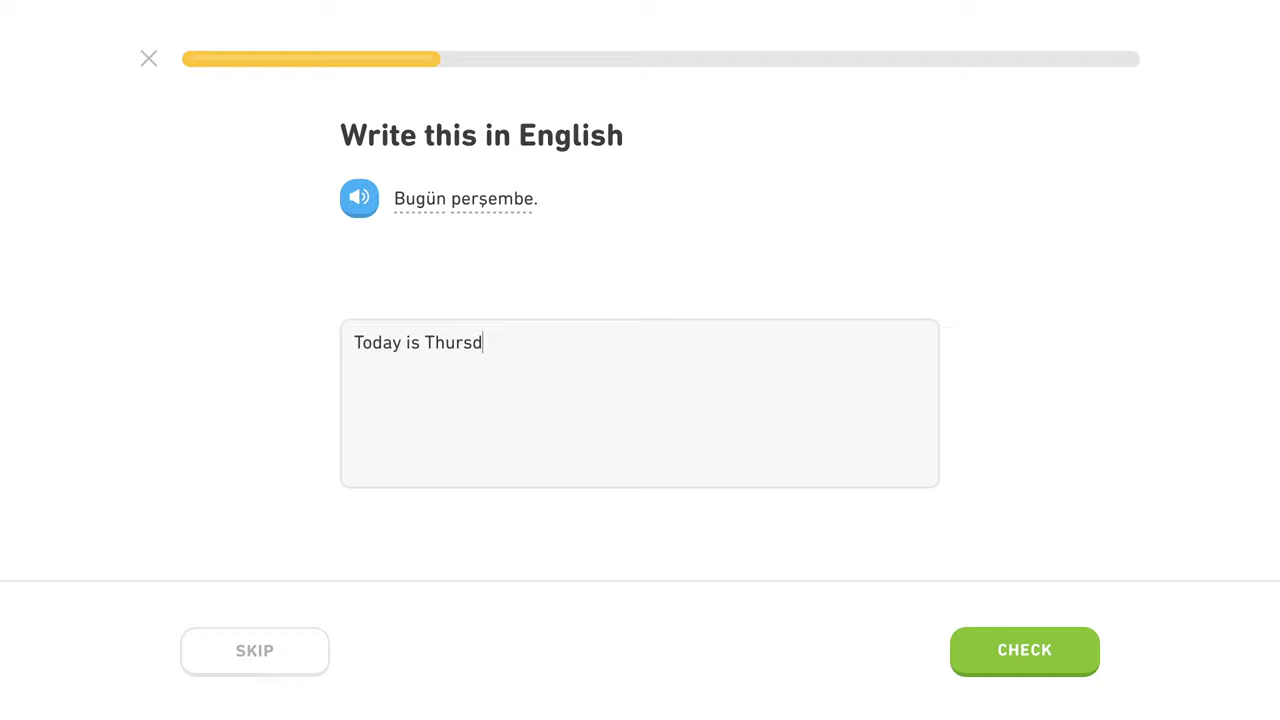 Write this in English
Bugün perşembe.
Today is Thursd
SKIP
CHECK